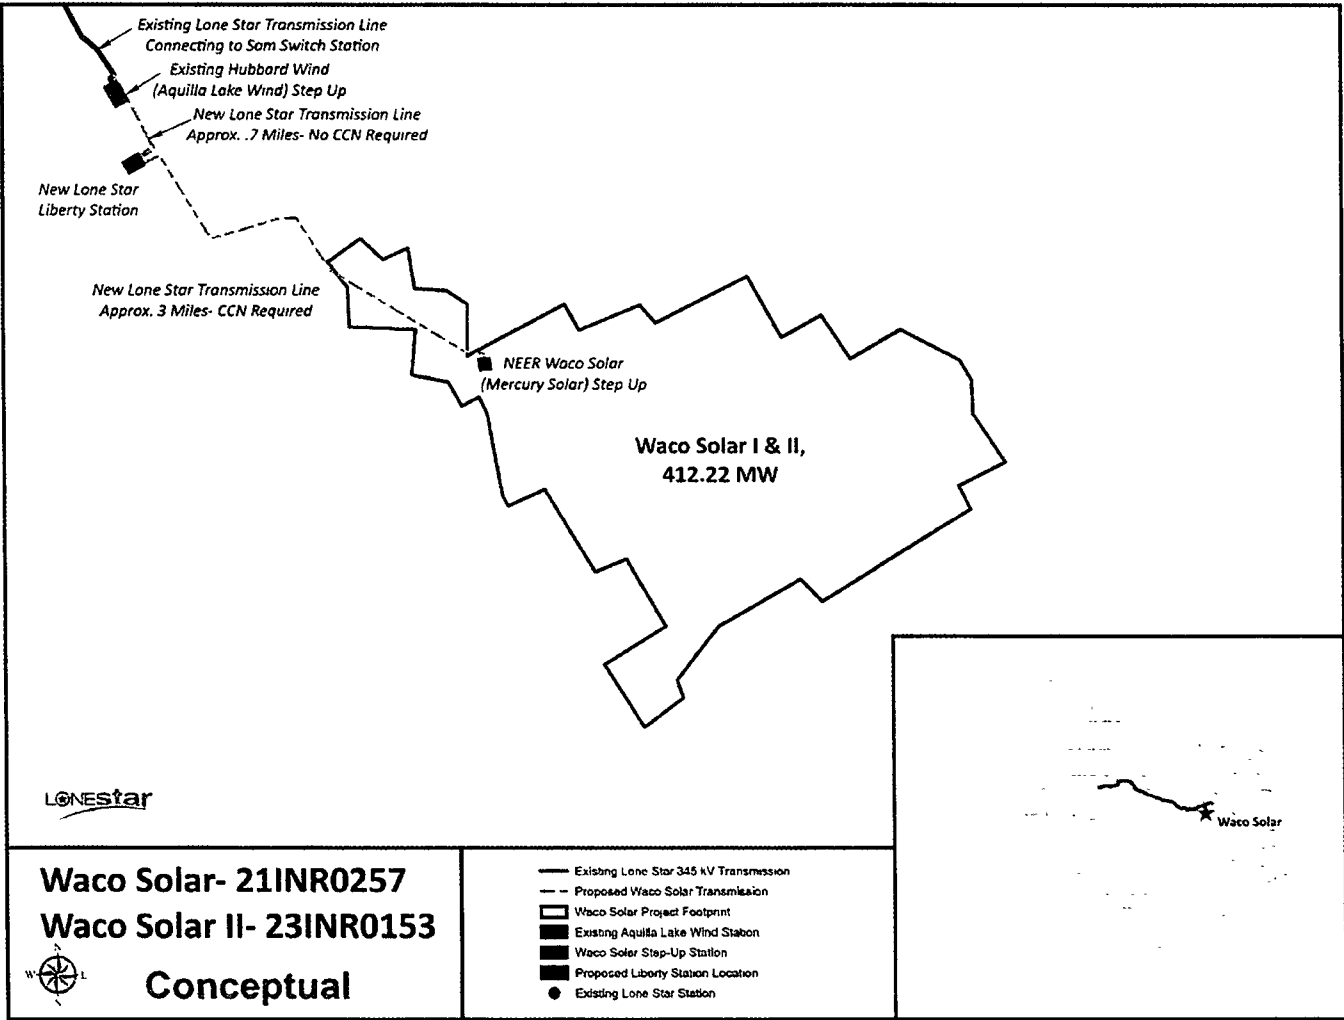 Existing Lone Star Transmission Line
Connecting to Sam Switch Station
Existing Hubbard Wind
(Aquilla Lake Wind) Step Up
New Lone Star Transmission Line
Approx. .7 Miles- No CCN Required
New Lone Star
Liberty Station
New Lone Star Transmission Line
Approx. 3 Miles- CCN Required
NEER Waco Solar
(Mercury Solar) Step Up
Waco Solar I & II,
412.22 MW
LONEstar
Waco Solar
Waco Solar- 21INR0257
Waco Solar II- 23INR0153
Conceptual
W
Existing Lone Star 345 kV Transmission
Proposed Waco Solar Transmission
Waco Solar Project Footprint
Existing Aquilla Lake Wind Station
Waco Solar Step-Up Station
Proposed Liberty Station Location
Existing Lone Star Station